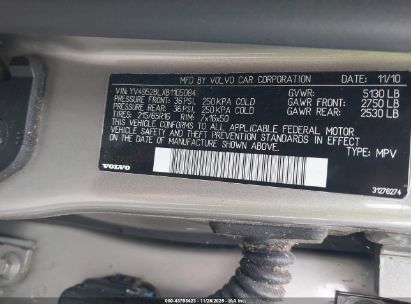 MFD BY VOLVO CAR CORPORATION DATE: 11/10
VIN: YV4952BLXB1105084 GVWR: 5130 LB
PRESSURE FRONT: 36 PSI, 250 KPA COLD GAWR FRONT: 2750 LB
PRESSURE REAR: 36 PSI, 250 KPA COLD GAWR REAR: 2530 LB
TIRES: 215/65R16 RIM: 7x16x50
THIS VEHICLE CONFORMS TO ALL APPLICABLE FEDERAL MOTOR
VEHICLE SAFETY AND THEFT PREVENTION STANDARDS IN EFFECT
ON THE DATE OF MANUFACTURE SHOWN ABOVE. TYPE: MPV
VOLVO 31276274